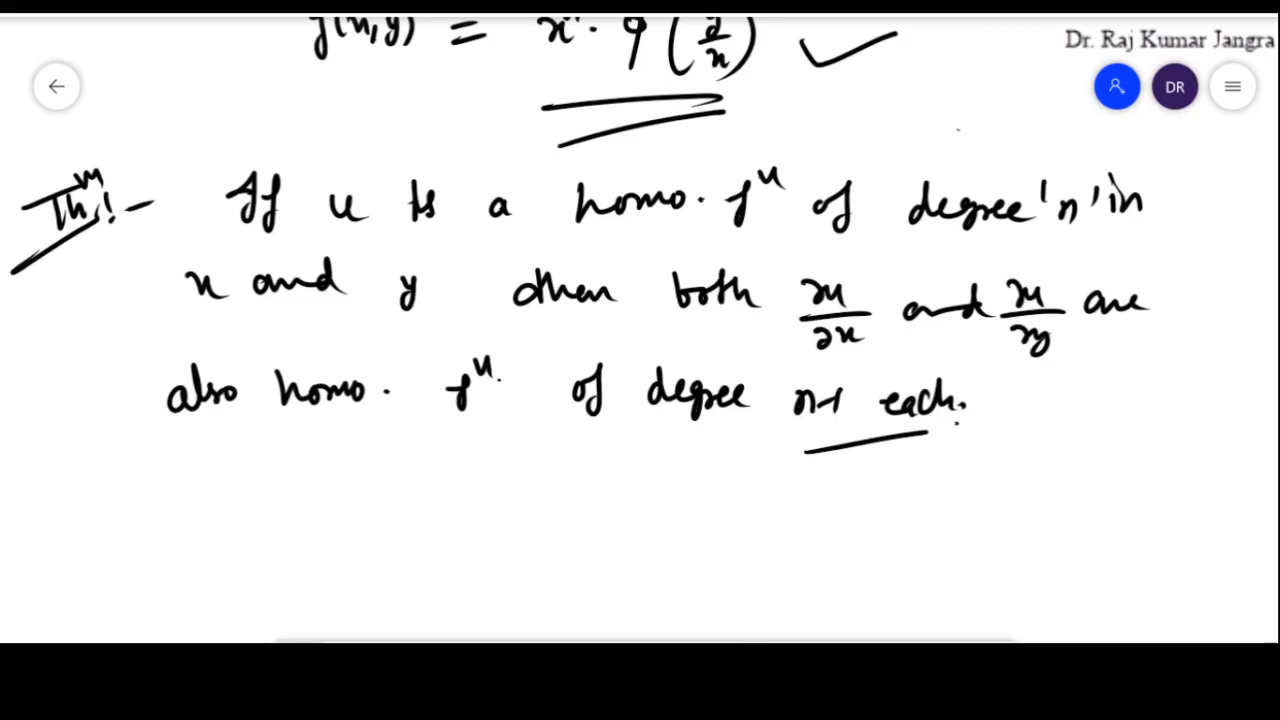 f(x,y) = xⁿ · φ(y/x)
Dr. Raj Kumar Jangra
DR
Thm:- If u is a homo. fⁿ of degree 'n' in
x and y then both ∂u/∂x and ∂u/∂y are
also homo. fⁿ. of degree n-1 each.